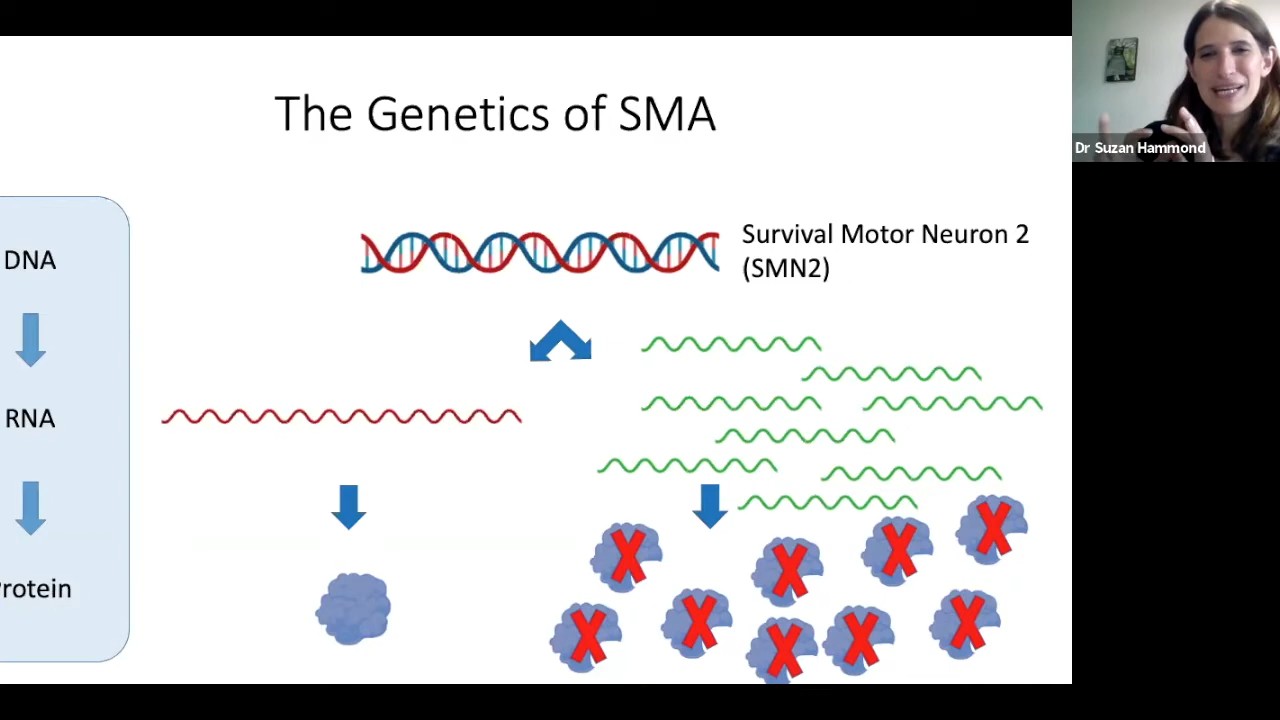 The Genetics of SMA
Dr Suzan Hammond
Survival Motor Neuron 2
(SMN2)
DNA
RNA
rotein